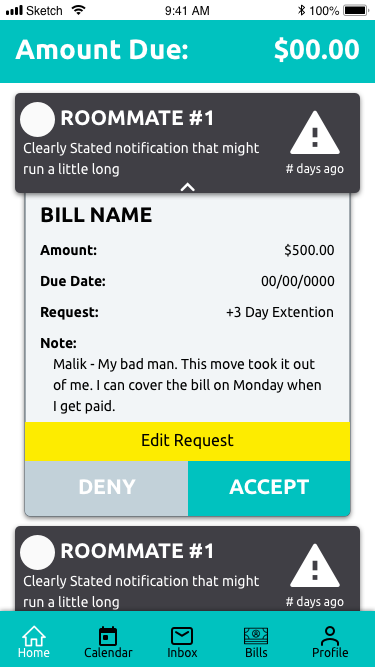 Sketch 9:41 AM 100%
Amount Due: $00.00
ROOMMATE #1
Clearly Stated notification that might
run a little long
# days ago
BILL NAME
Amount: $500.00
Due Date: 00/00/0000
Request: +3 Day Extention
Note:
Malik - My bad man. This move took it out
of me. I can cover the bill on Monday when
I get paid.
Edit Request
DENY ACCEPT
ROOMMATE #1
Clearly Stated notification that might
run a little long
# days ago
Home Calendar Inbox Bills Profile